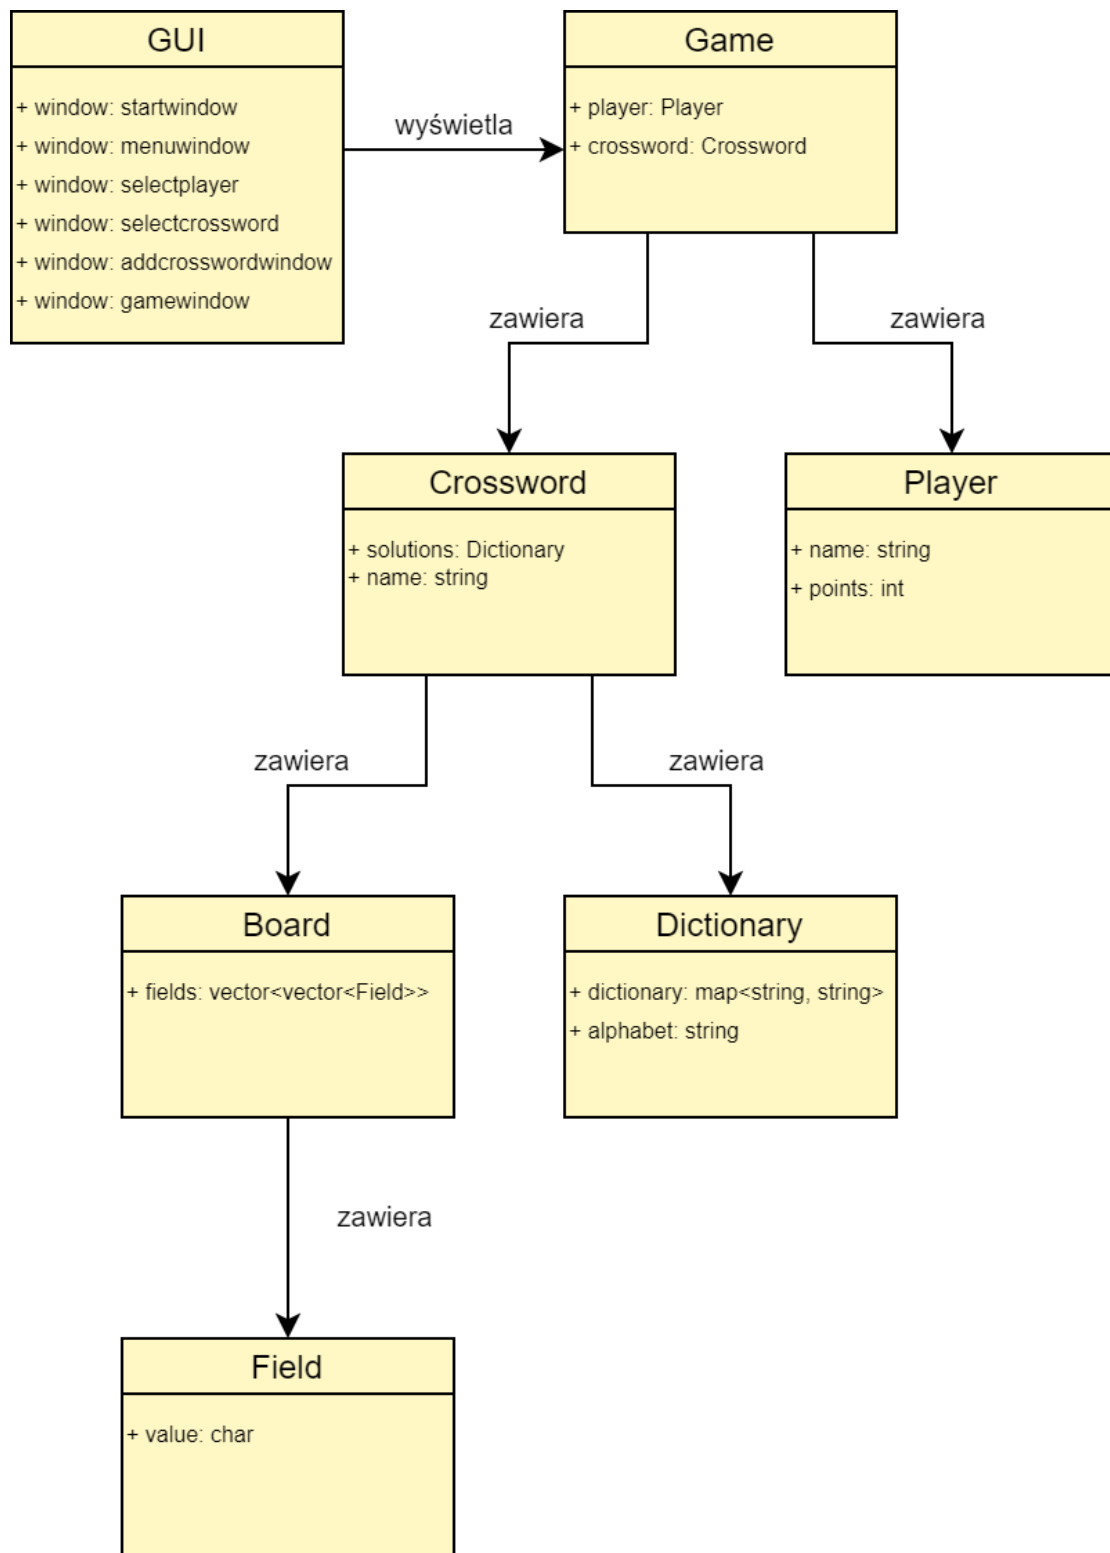 GUI
+ window: startwindow
+ window: menuwindow
+ window: selectplayer
+ window: selectcrossword
+ window: addcrosswordwindow
+ window: gamewindow
wyświetla
Game
+ player: Player
+ crossword: Crossword
zawiera
zawiera
Crossword
+ solutions: Dictionary
+ name: string
Player
+ name: string
+ points: int
zawiera
zawiera
Board
+ fields: vector<vector<Field>>
Dictionary
+ dictionary: map<string, string>
+ alphabet: string
zawiera
Field
+ value: char